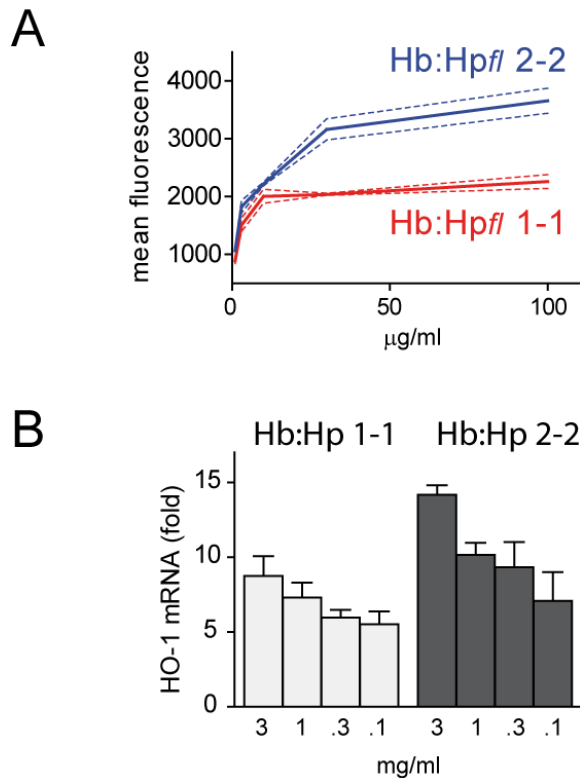 A
Hb:Hpfl 2-2
Hb:Hpfl 1-1
mean fluorescence
4000
3000
2000
1000
0 50 100
µg/ml
B
Hb:Hp 1-1 Hb:Hp 2-2
HO-1 mRNA (fold)
15
10
5
0
3 1 .3 .1 3 1 .3 .1
mg/ml